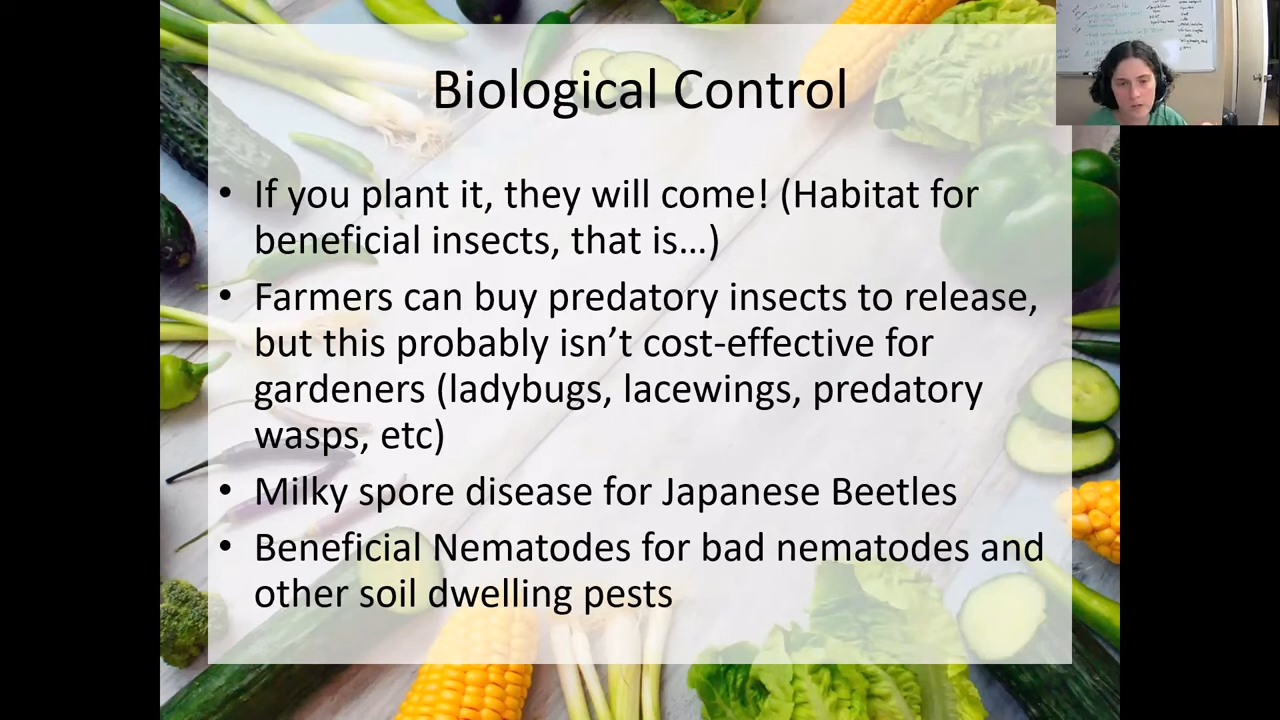 Biological Control
• If you plant it, they will come! (Habitat for
beneficial insects, that is…)
• Farmers can buy predatory insects to release,
but this probably isn’t cost-effective for
gardeners (ladybugs, lacewings, predatory
wasps, etc)
• Milky spore disease for Japanese Beetles
• Beneficial Nematodes for bad nematodes and
other soil dwelling pests